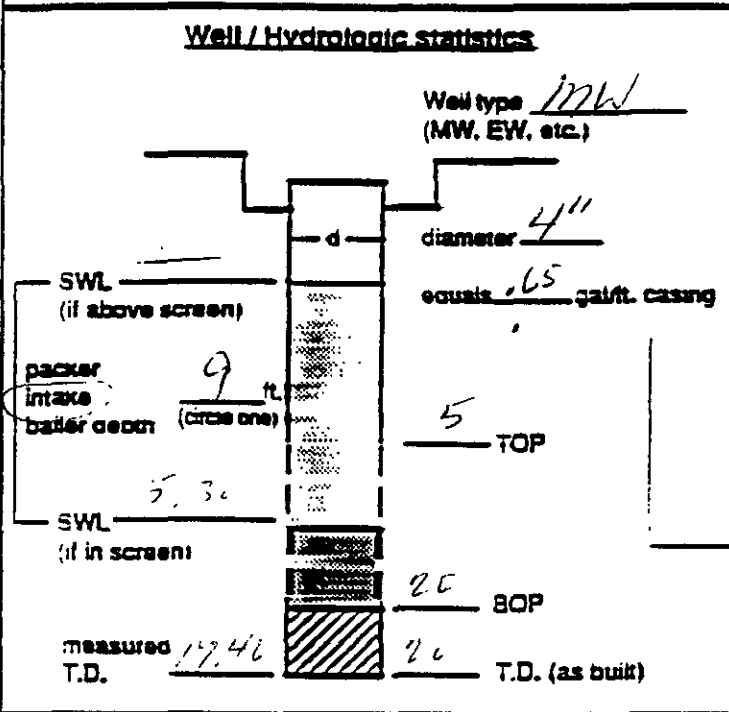 Well / Hydrologic statistics
Well type MW
(MW, EW, etc.)
d
diameter 4"
SWL
(if above screen)
equals .65 gal/ft. casing
packer
intake
bailer depth
9 ft.
(circle one)
5 TOP
SWL
(if in screen)
BOP
measured
T.D.
T.D. (as built)